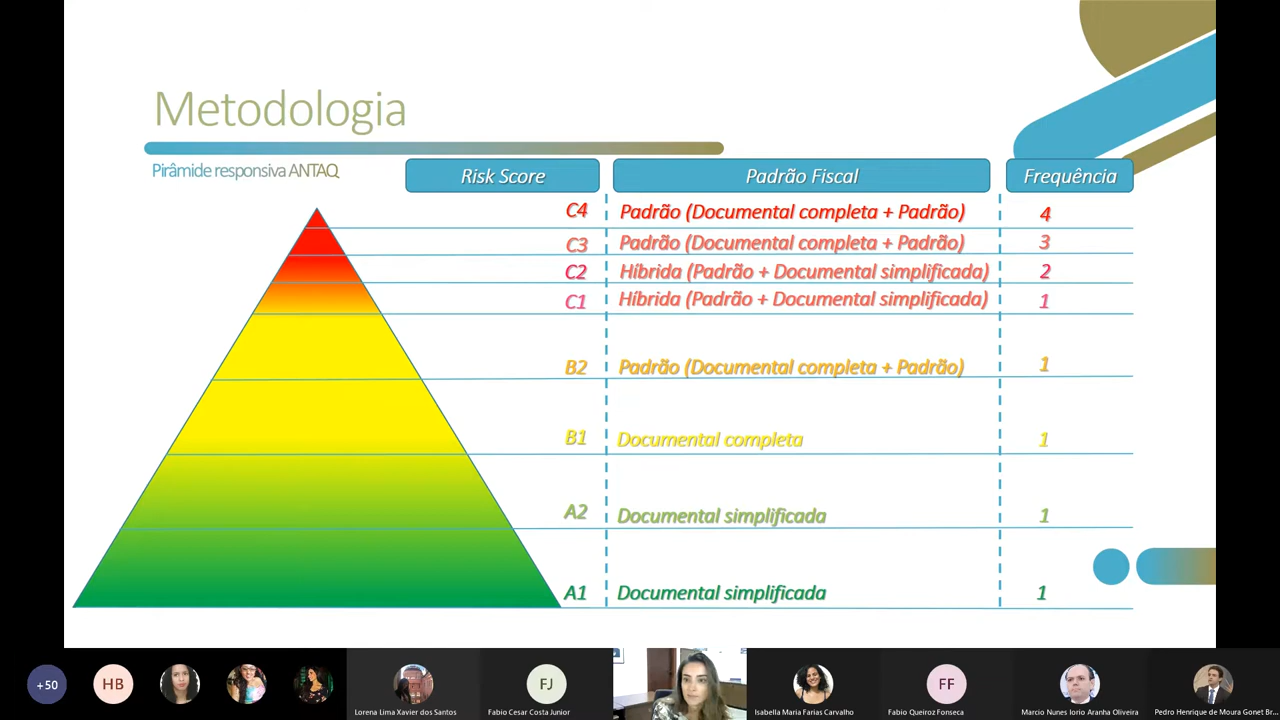 Metodologia
Pirâmide responsiva ANTAQ
Risk Score Padrão Fiscal Frequência
C4 Padrão (Documental completa + Padrão) 4
C3 Padrão (Documental completa + Padrão) 3
C2 Híbrida (Padrão + Documental simplificada) 2
C1 Híbrida (Padrão + Documental simplificada) 1
B2 Padrão (Documental completa + Padrão) 1
B1 Documental completa 1
A2 Documental simplificada 1
A1 Documental simplificada 1
+50 HB FJ FF
Lorena Lima Xavier dos Santos Fabio Cesar Costa Junior Isabella Maria Farias Carvalho Fabio Queiroz Fonseca Marcio Nunes Iorio Aranha Oliveira Pedro Henrique de Moura Gonet Br...